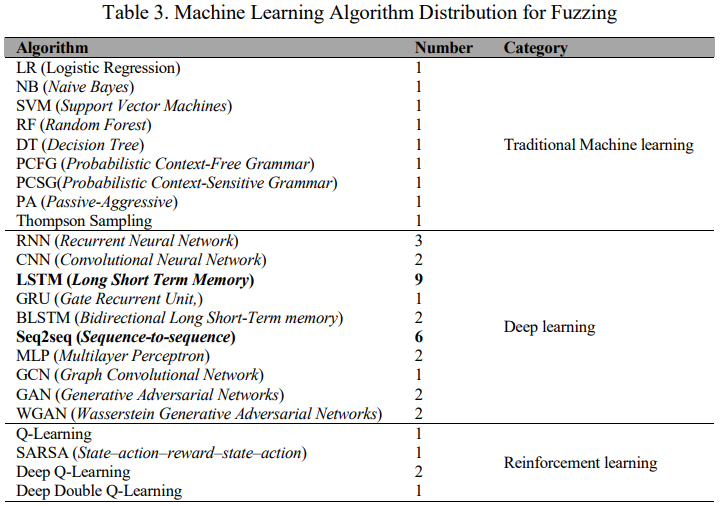 Table 3. Machine Learning Algorithm Distribution for Fuzzing
Algorithm Number Category
LR (Logistic Regression) 1
NB (Naive Bayes) 1
SVM (Support Vector Machines) 1
RF (Random Forest) 1
DT (Decision Tree) 1 Traditional Machine learning
PCFG (Probabilistic Context-Free Grammar) 1
PCSG(Probabilistic Context-Sensitive Grammar) 1
PA (Passive-Aggressive) 1
Thompson Sampling 1
RNN (Recurrent Neural Network) 3
CNN (Convolutional Neural Network) 2
LSTM (Long Short Term Memory) 9
GRU (Gate Recurrent Unit,) 1
BLSTM (Bidirectional Long Short-Term memory) 2 Deep learning
Seq2seq (Sequence-to-sequence) 6
MLP (Multilayer Perceptron) 2
GCN (Graph Convolutional Network) 1
GAN (Generative Adversarial Networks) 2
WGAN (Wasserstein Generative Adversarial Networks) 2
Q-Learning 1
SARSA (State–action–reward–state–action) 1 Reinforcement learning
Deep Q-Learning 2
Deep Double Q-Learning 1